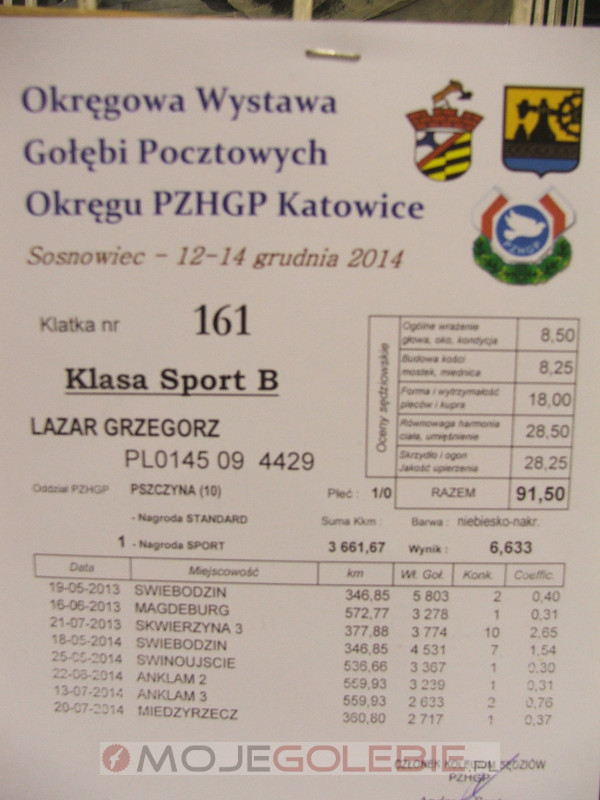 Okręgowa Wystawa
Gołębi Pocztowych
Okręgu PZHGP Katowice
PZHGP
Sosnowiec - 12-14 grudnia 2014
Klatka nr 161
Klasa Sport B
LAZAR GRZEGORZ
PL0145 09 4429
Oceny sędziowskie
Ogólne wrażenie
głowa, oko, kondycja 8,50
Budowa kości
mostek, miednica 8,25
Forma i wytrzymałość
pleców i kupra 18,00
Równowaga harmonia
ciała, umięśnienie 28,50
Skrzydło i ogon
Jakość upierzenia 28,25
RAZEM 91,50
Oddział PZHGP PSZCZYNA (10) Płeć : 1/0
- Nagroda STANDARD Suma Kkm : Barwa : niebiesko-nakr.
1 - Nagroda SPORT 3 661,67 Wynik : 6,633
Data Miejscowość km Wł. Goł. Konk. Coeffic.
19-05-2013 SWIEBODZIN 346,85 5 803 2 0,40
16-06-2013 MAGDEBURG 572,77 3 278 1 0,31
21-07-2013 SKWIERZYNA 3 377,88 3 774 10 2,65
18-05-2014 SWIEBODZIN 346,85 4 531 7 1,54
25-05-2014 SWINOUJSCIE 536,66 3 367 1 0,30
22-06-2014 ANKLAM 2 559,93 3 239 1 0,31
13-07-2014 ANKLAM 3 559,93 2 633 2 0,76
20-07-2014 MIEDZYRZECZ 360,80 2 717 1 0,37
MOJEGOLEBIE.PL
CZŁONEK KOLEGIUM SĘDZIÓW
PZHGP